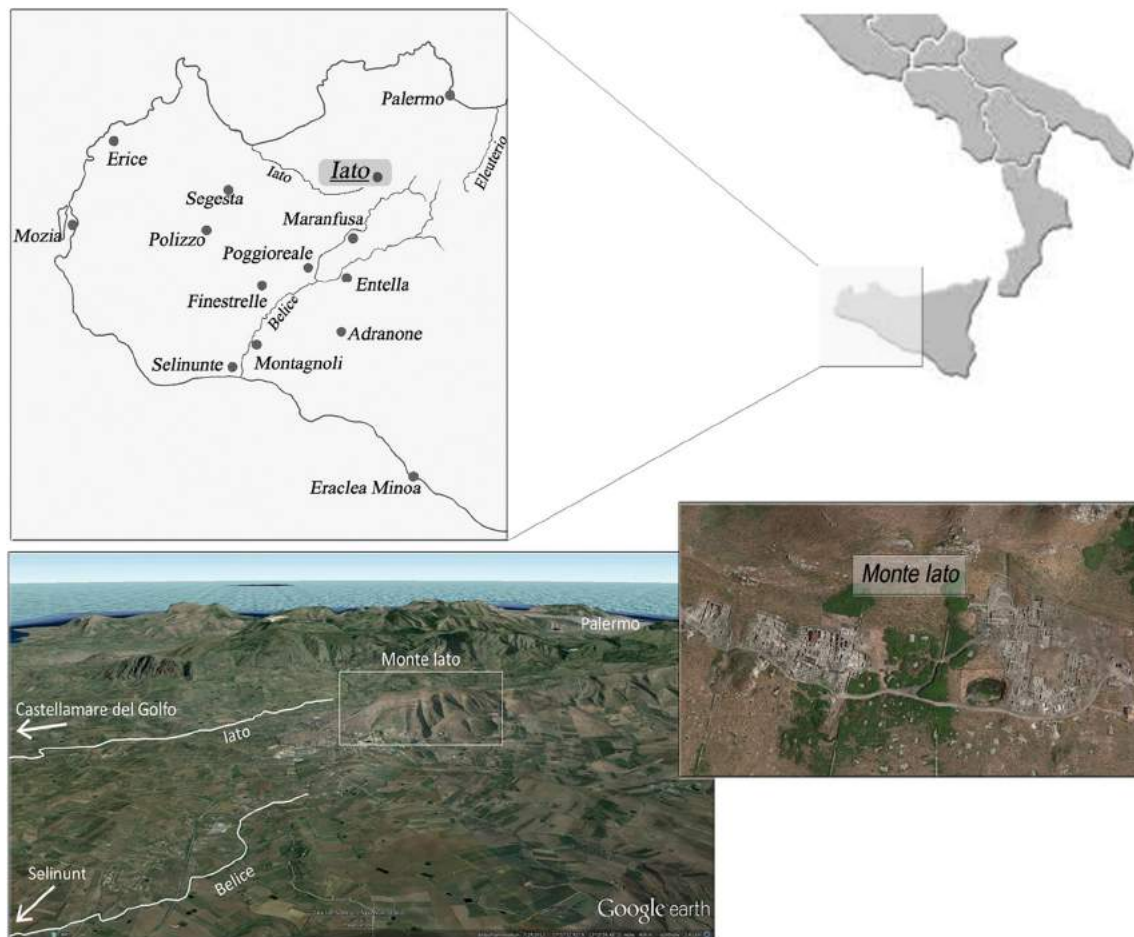 Palermo
Erice
Iato
Iato
Eleuterio
Segesta
Maranfusa
Mozia
Polizzo
Poggioreale
Entella
Finestrelle
Belice
Adranone
Selinunte
Montagnoli
Eraclea Minoa
Monte Iato
Palermo
Monte Iato
Castellamare del Golfo
Iato
Selinunt
Belice
Google earth